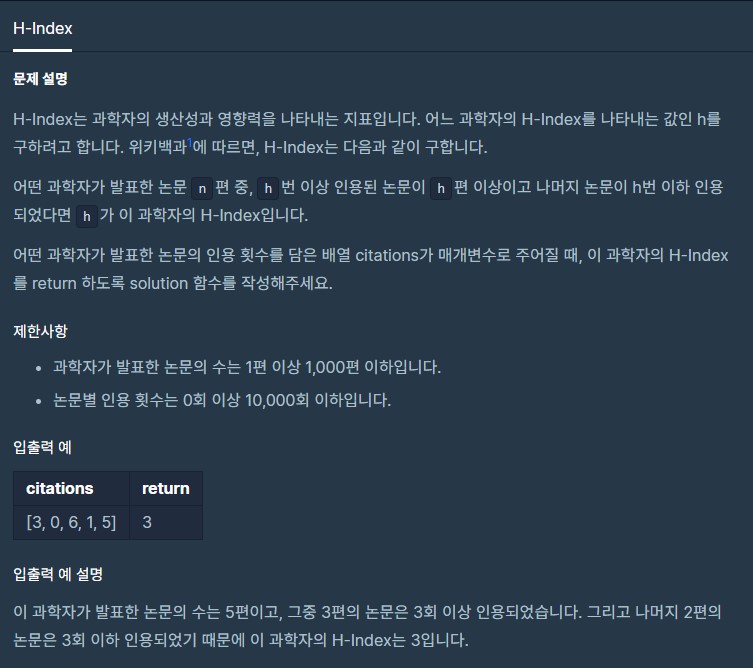 H-Index
문제 설명
H-Index는 과학자의 생산성과 영향력을 나타내는 지표입니다. 어느 과학자의 H-Index를 나타내는 값인 h를
구하려고 합니다. 위키백과1에 따르면, H-Index는 다음과 같이 구합니다.
어떤 과학자가 발표한 논문 n 편 중, h 번 이상 인용된 논문이 h 편 이상이고 나머지 논문이 h번 이하 인용
되었다면 h 가 이 과학자의 H-Index입니다.
어떤 과학자가 발표한 논문의 인용 횟수를 담은 배열 citations가 매개변수로 주어질 때, 이 과학자의 H-Index
를 return 하도록 solution 함수를 작성해주세요.
제한사항
• 과학자가 발표한 논문의 수는 1편 이상 1,000편 이하입니다.
• 논문별 인용 횟수는 0회 이상 10,000회 이하입니다.
입출력 예
citations return
[3, 0, 6, 1, 5] 3
입출력 예 설명
이 과학자가 발표한 논문의 수는 5편이고, 그중 3편의 논문은 3회 이상 인용되었습니다. 그리고 나머지 2편의
논문은 3회 이하 인용되었기 때문에 이 과학자의 H-Index는 3입니다.